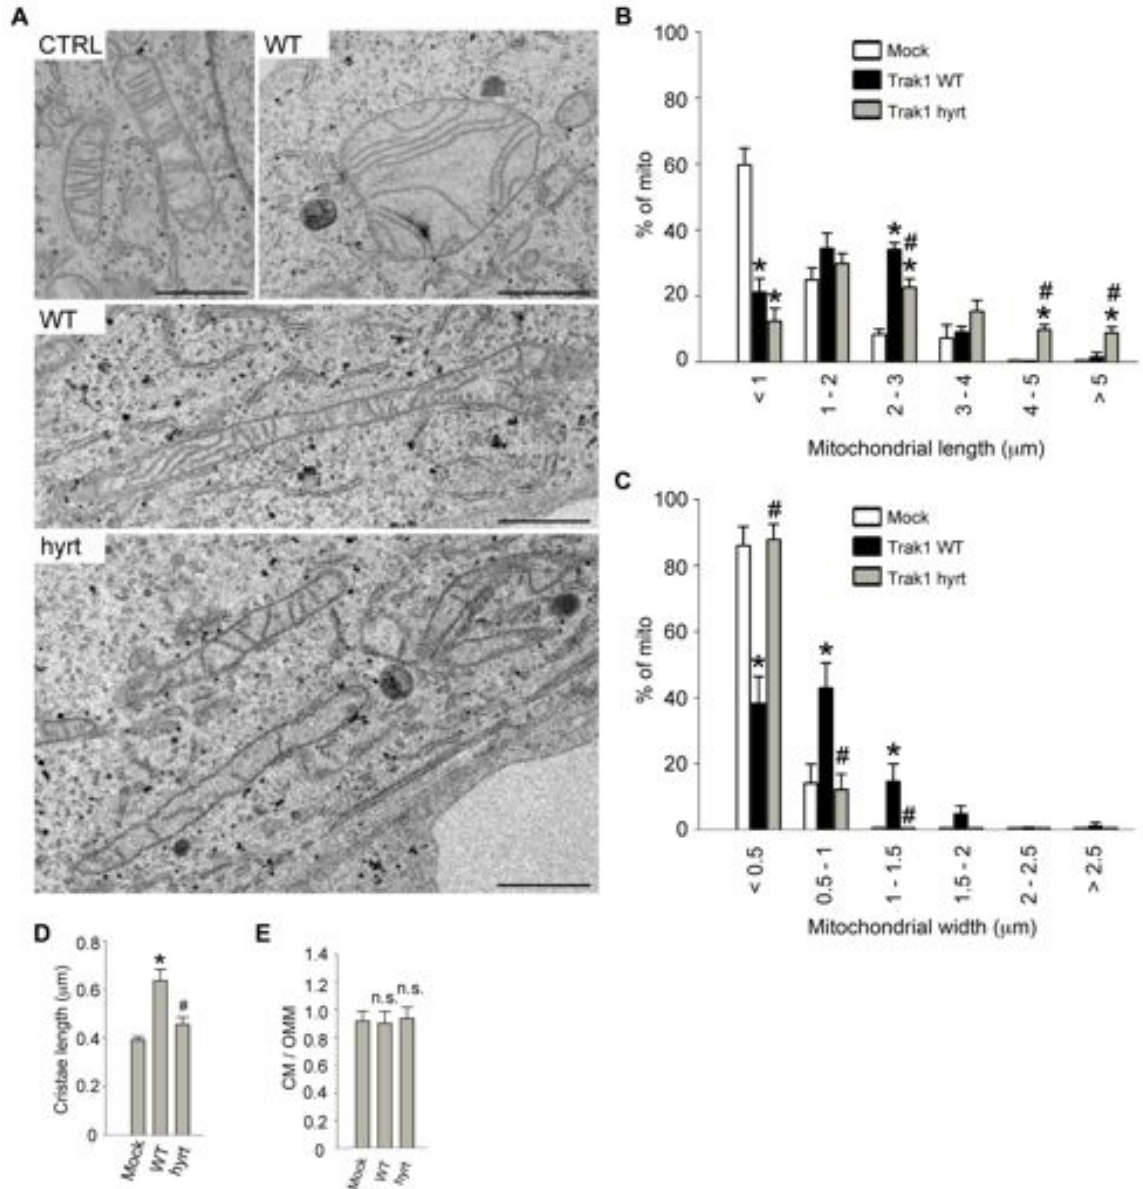 A
CTRL
WT
WT
hyrt
B
100
80
60
40
20
0
% of mito
Mock
Trak1 WT
Trak1 hyrt
*
*
*
#
*
#
*
#
*
< 1
1 - 2
2 - 3
3 - 4
4 - 5
> 5
Mitochondrial length (μm)
C
100
80
60
40
20
0
% of mito
Mock
Trak1 WT
Trak1 hyrt
*
#
*
#
*
#
< 0.5
0.5 - 1
1 - 1.5
1.5 - 2
2 - 2.5
> 2.5
Mitochondrial width (μm)
D
0.8
0.6
0.4
0.2
0
Cristae length (μm)
*
#
Mock
WT
hyrt
E
1.4
1.2
1.0
0.8
0.6
0.4
0.2
0
CM / OMM
n.s.
n.s.
Mock
WT
hyrt